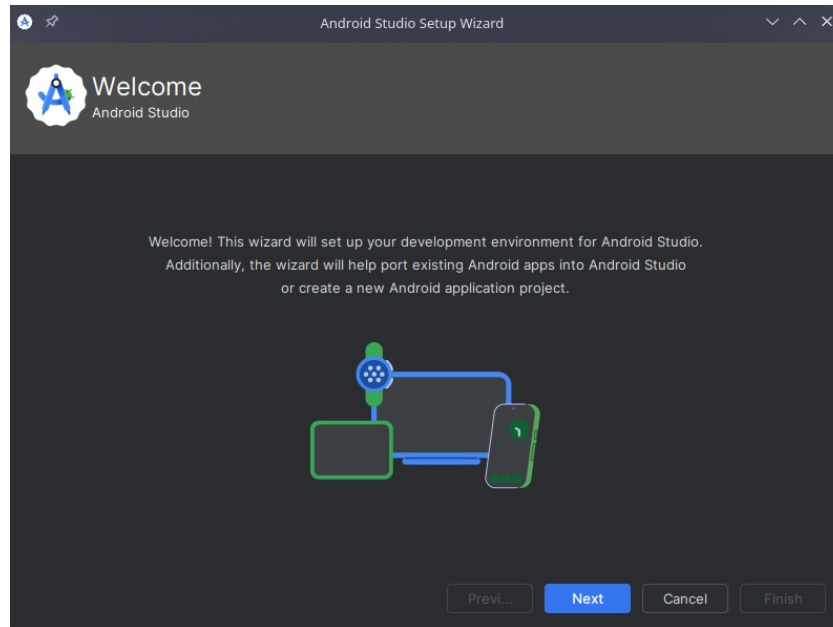 Android Studio Setup Wizard
Welcome
Android Studio
Welcome! This wizard will set up your development environment for Android Studio.
Additionally, the wizard will help port existing Android apps into Android Studio
or create a new Android application project.
Previ... Next Cancel Finish